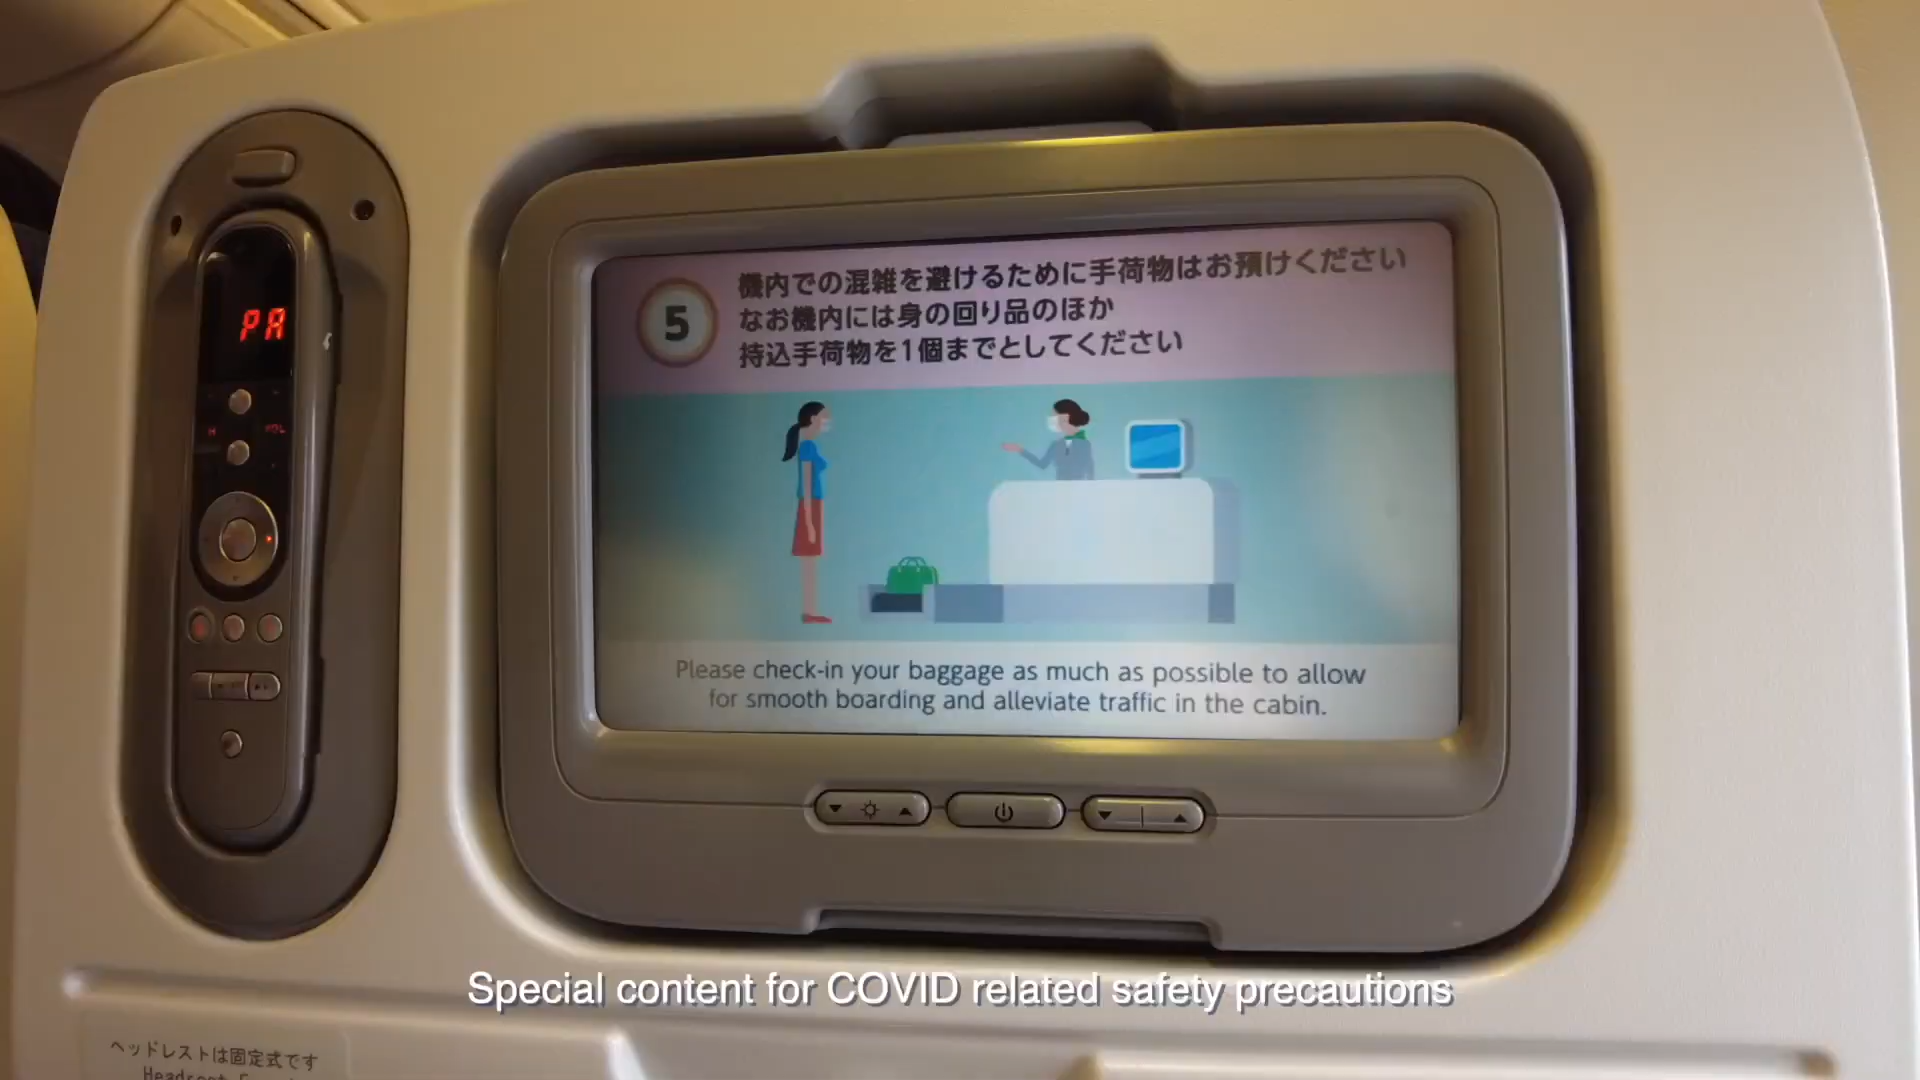 PA
VOL
5
機内での混雑を避けるために手荷物はお預けください
なお機内には身の回り品のほか
持込手荷物を1個までとしてください
Please check-in your baggage as much as possible to allow
for smooth boarding and alleviate traffic in the cabin.
Special content for COVID related safety precautions
ヘッドレストは固定式です